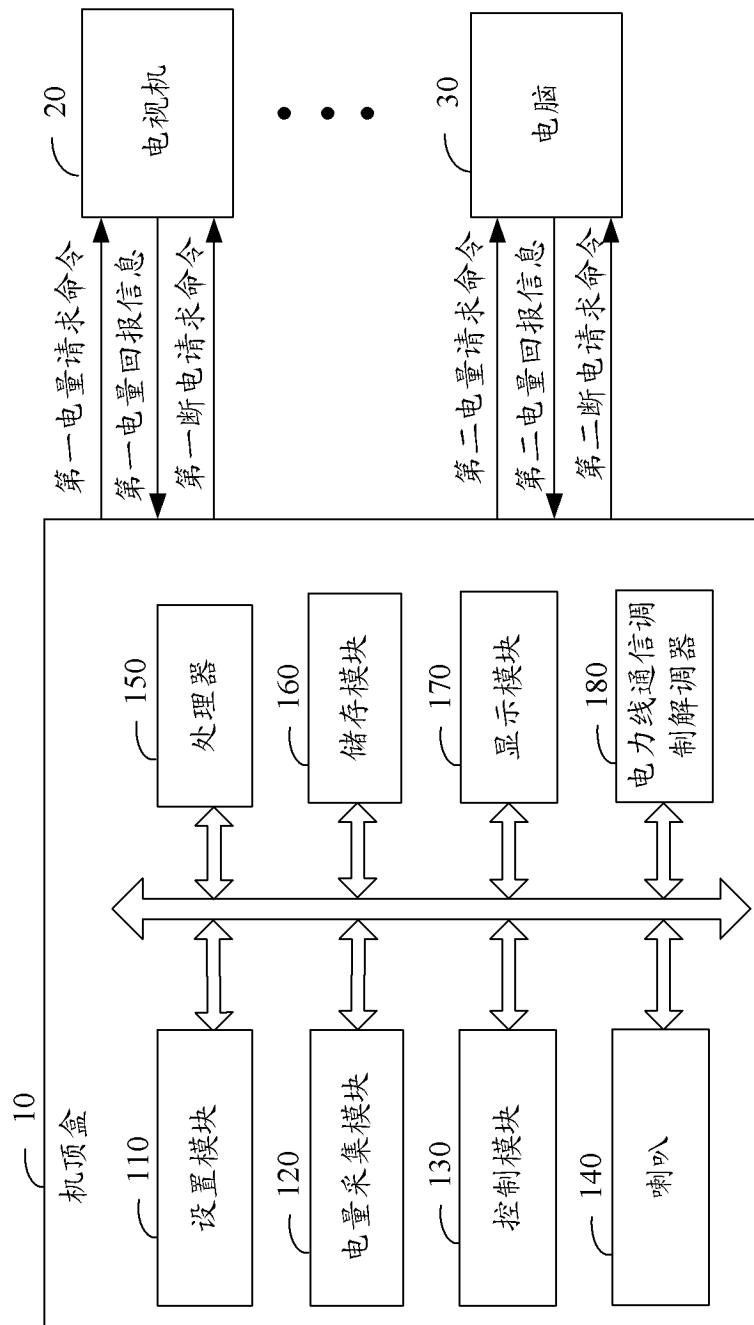 10
机顶盒
110
设置模块
120
电量采集模块
130
控制模块
140
喇叭
150
处理器
160
储存模块
170
显示模块
180
电力线通信调
制解调器
第一电量请求命令
第一电量回报信息
第一断电请求命令
20
电视机
第二电量请求命令
第二电量回报信息
第二断电请求命令
30
电脑